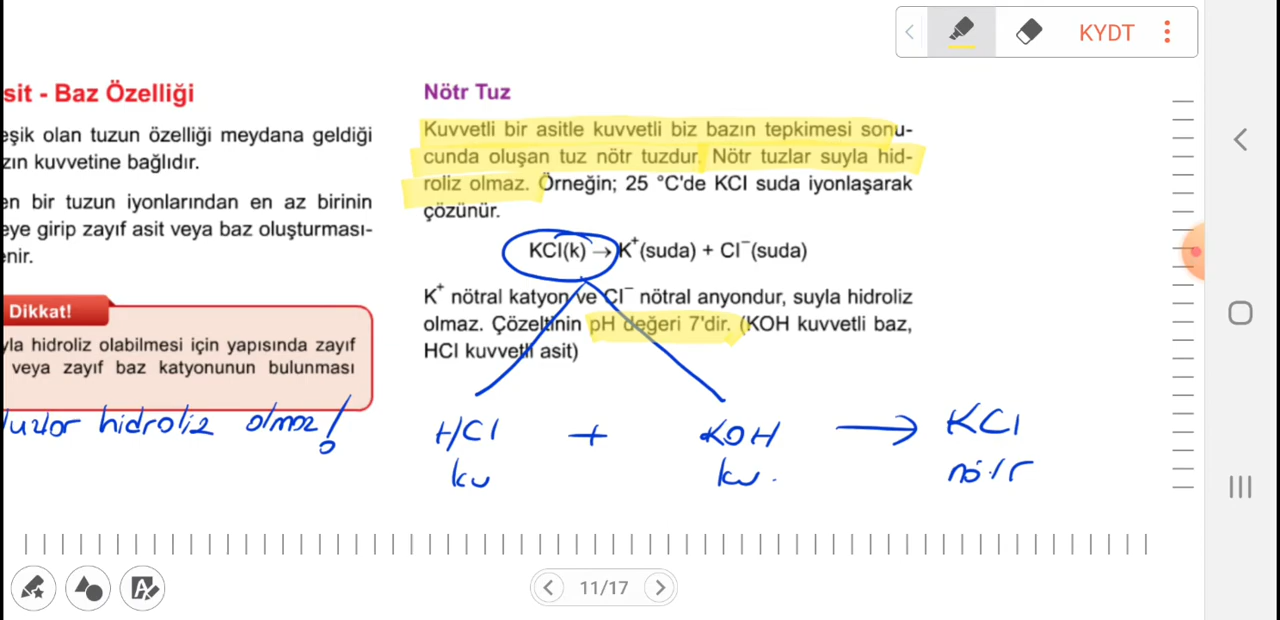 KYDT
sit - Baz Özelliği
eşik olan tuzun özelliği meydana geldiği
zın kuvvetine bağlıdır.
en bir tuzun iyonlarından en az birinin
eye girip zayıf asit veya baz oluşturması-
enir.
Dikkat!
yla hidroliz olabilmesi için yapısında zayıf
veya zayıf baz katyonunun bulunması
tuzlar hidroliz olmaz!
Nötr Tuz
Kuvvetli bir asitle kuvvetli biz bazın tepkimesi sonu-
cunda oluşan tuz nötr tuzdur. Nötr tuzlar suyla hid-
roliz olmaz. Örneğin; 25 °C'de KCl suda iyonlaşarak
çözünür.
KCl(k) → K⁺(suda) + Cl⁻(suda)
K⁺ nötral katyon ve Cl⁻ nötral anyondur, suyla hidroliz
olmaz. Çözeltinin pH değeri 7'dir. (KOH kuvvetli baz,
HCl kuvvetli asit)
HCl + KOH → KCl
ku ku. nötr
11/17